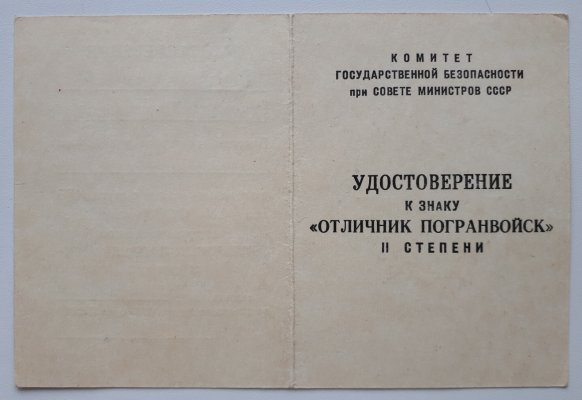 КОМИТЕТ
ГОСУДАРСТВЕННОЙ БЕЗОПАСНОСТИ
при СОВЕТЕ МИНИСТРОВ СССР
УДОСТОВЕРЕНИЕ
К ЗНАКУ
«ОТЛИЧНИК ПОГРАНВОЙСК»
II СТЕПЕНИ